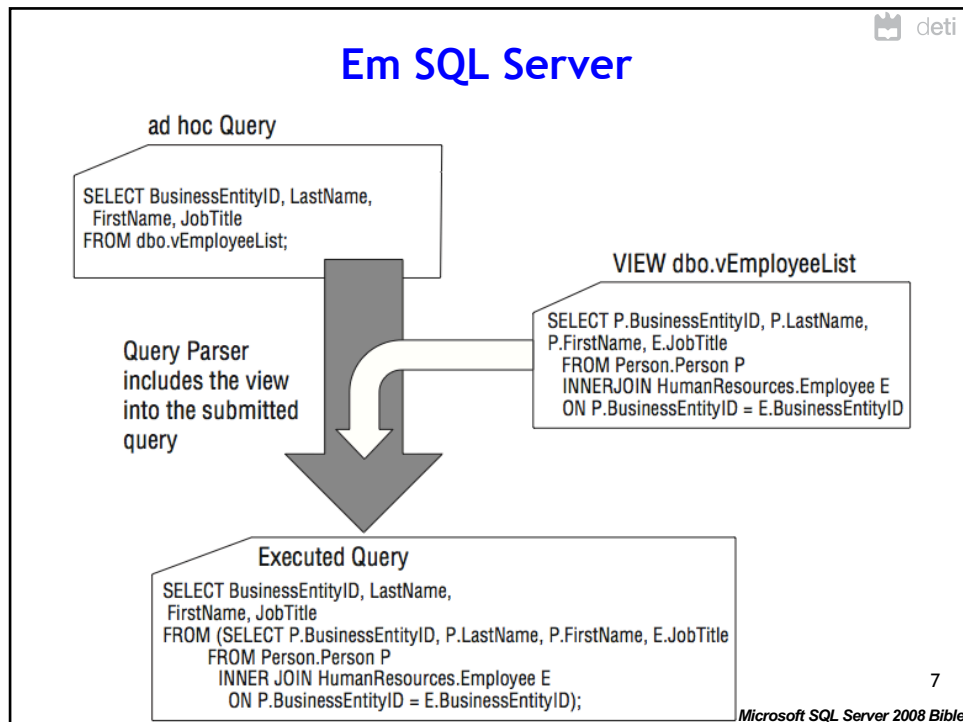 deti
Em SQL Server
ad hoc Query
SELECT BusinessEntityID, LastName,
FirstName, JobTitle
FROM dbo.vEmployeeList;
VIEW dbo.vEmployeeList
SELECT P.BusinessEntityID, P.LastName,
P.FirstName, E.JobTitle
FROM Person.Person P
INNERJOIN HumanResources.Employee E
ON P.BusinessEntityID = E.BusinessEntityID
Query Parser
includes the view
into the submitted
query
Executed Query
SELECT BusinessEntityID, LastName,
FirstName, JobTitle
FROM (SELECT P.BusinessEntityID, P.LastName, P.FirstName, E.JobTitle
FROM Person.Person P
INNER JOIN HumanResources.Employee E
ON P.BusinessEntityID = E.BusinessEntityID);
7
Microsoft SQL Server 2008 Bible